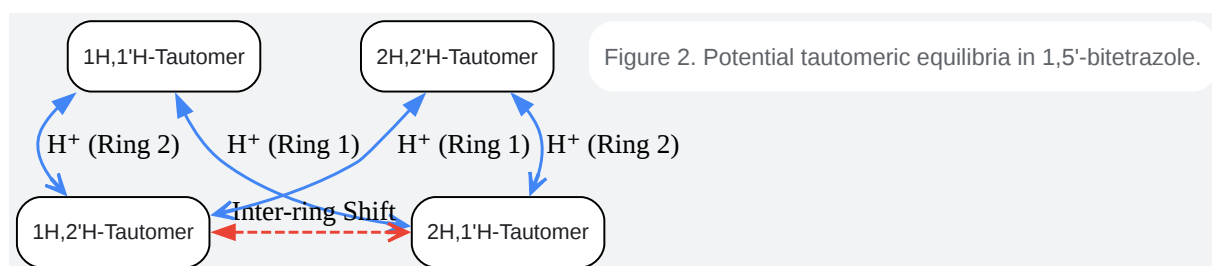 1H,1'H-Tautomer
2H,2'H-Tautomer
Figure 2. Potential tautomeric equilibria in 1,5'-bitetrazole.
H⁺ (Ring 2)
H⁺ (Ring 1)
H⁺ (Ring 1)
H⁺ (Ring 2)
Inter-ring Shift
1H,2'H-Tautomer
2H,1'H-Tautomer